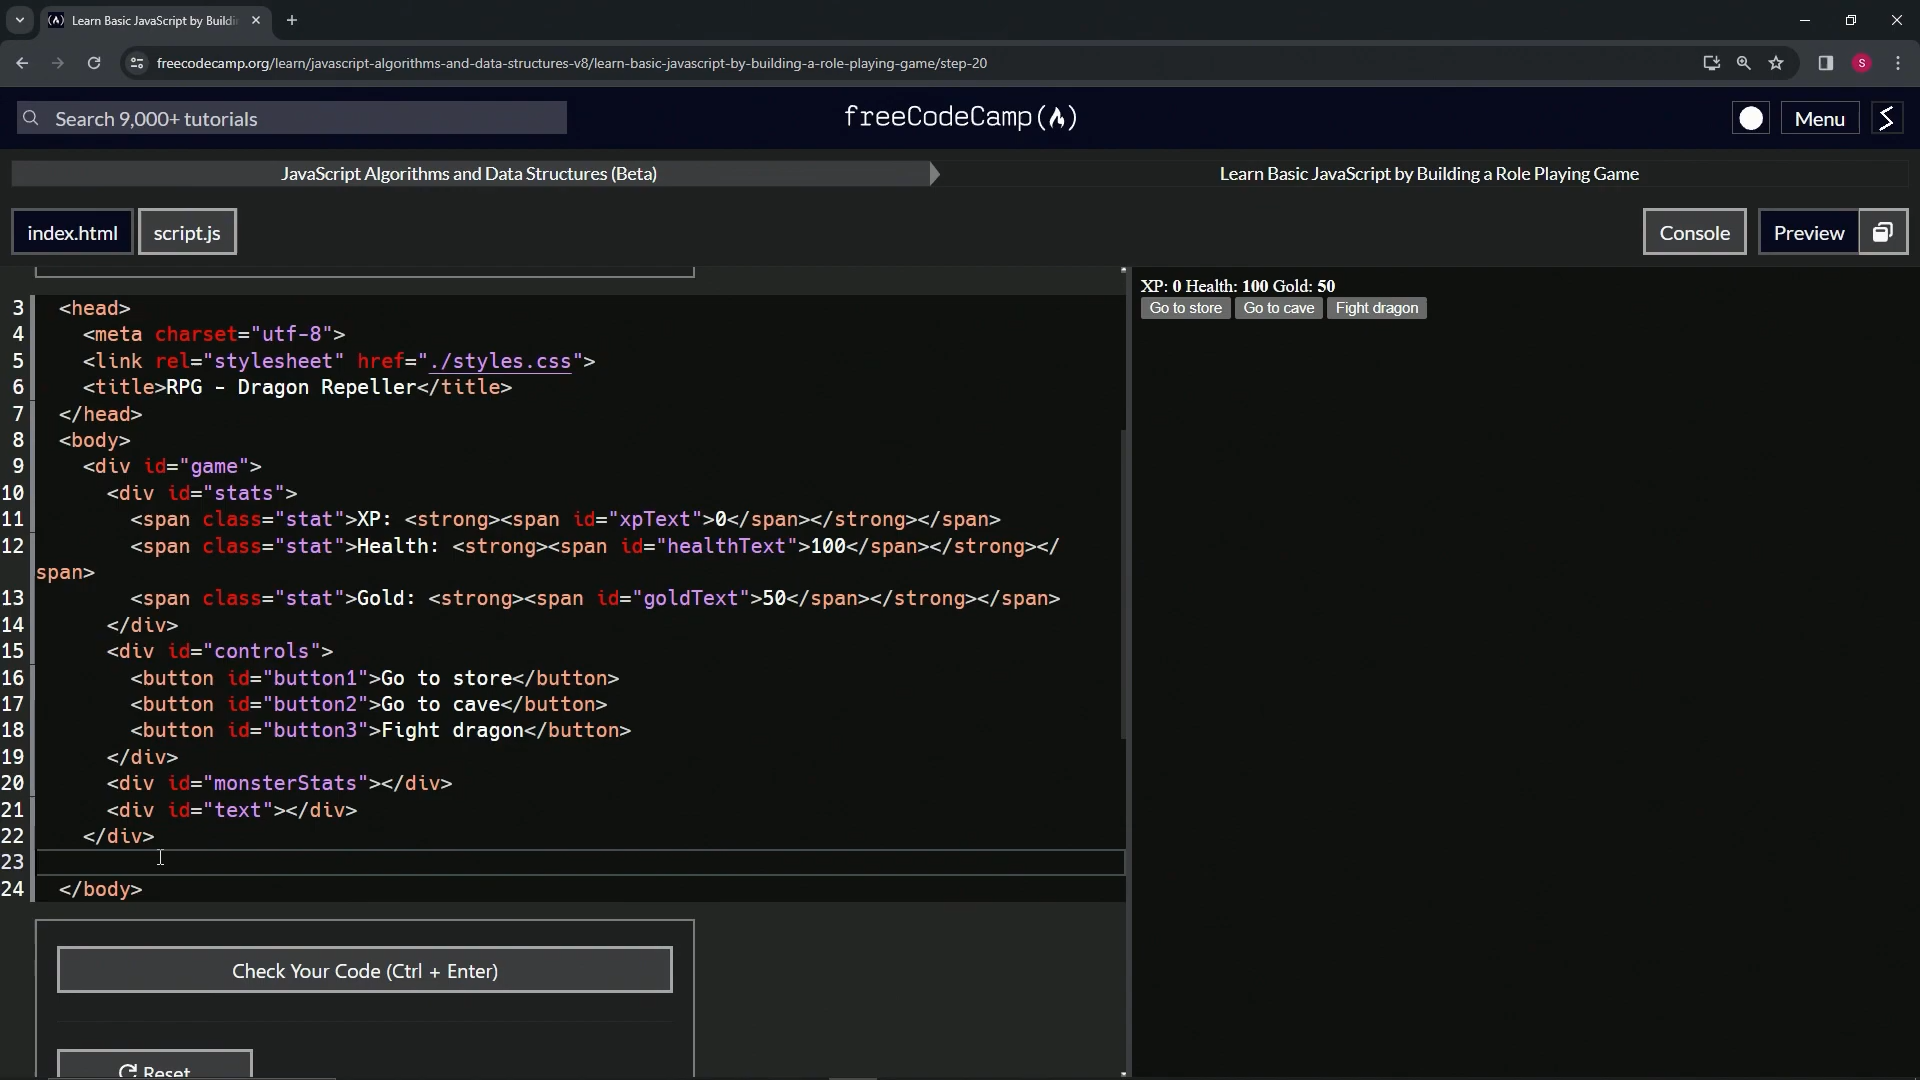 Learn Basic JavaScript by Buildi
freecodecamp.org/learn/javascript-algorithms-and-data-structures-v8/learn-basic-javascript-by-building-a-role-playing-game/step-20
S
Search 9,000+ tutorials
freeCodeCamp
Menu
JavaScript Algorithms and Data Structures (Beta)
Learn Basic JavaScript by Building a Role Playing Game
index.html
script.js
Console
Preview
3 <head>
4 <meta charset="utf-8">
5 <link rel="stylesheet" href="./styles.css">
6 <title>RPG - Dragon Repeller</title>
7 </head>
8 <body>
9 <div id="game">
10 <div id="stats">
11 <span class="stat">XP: <strong><span id="xpText">0</span></strong></span>
12 <span class="stat">Health: <strong><span id="healthText">100</span></strong></
span>
13 <span class="stat">Gold: <strong><span id="goldText">50</span></strong></span>
14 </div>
15 <div id="controls">
16 <button id="button1">Go to store</button>
17 <button id="button2">Go to cave</button>
18 <button id="button3">Fight dragon</button>
19 </div>
20 <div id="monsterStats"></div>
21 <div id="text"></div>
22 </div>
23
24 </body>
XP: 0 Health: 100 Gold: 50
Go to store
Go to cave
Fight dragon
Check Your Code (Ctrl + Enter)
Reset